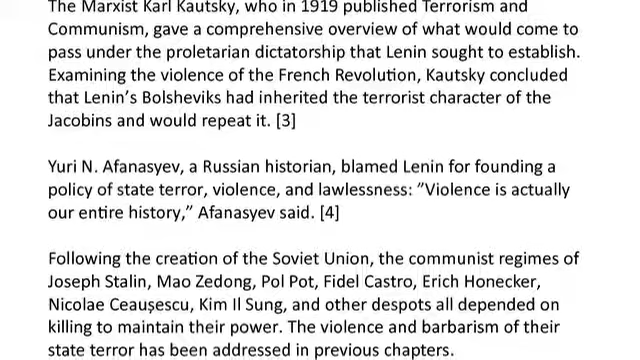 The Marxist Karl Kautsky, who in 1919 published Terrorism and
Communism, gave a comprehensive overview of what would come to
pass under the proletarian dictatorship that Lenin sought to establish.
Examining the violence of the French Revolution, Kautsky concluded
that Lenin’s Bolsheviks had inherited the terrorist character of the
Jacobins and would repeat it. [3]
Yuri N. Afanasyev, a Russian historian, blamed Lenin for founding a
policy of state terror, violence, and lawlessness: ”Violence is actually
our entire history,” Afanasyev said. [4]
Following the creation of the Soviet Union, the communist regimes of
Joseph Stalin, Mao Zedong, Pol Pot, Fidel Castro, Erich Honecker,
Nicolae Ceaușescu, Kim Il Sung, and other despots all depended on
killing to maintain their power. The violence and barbarism of their
state terror has been addressed in previous chapters.